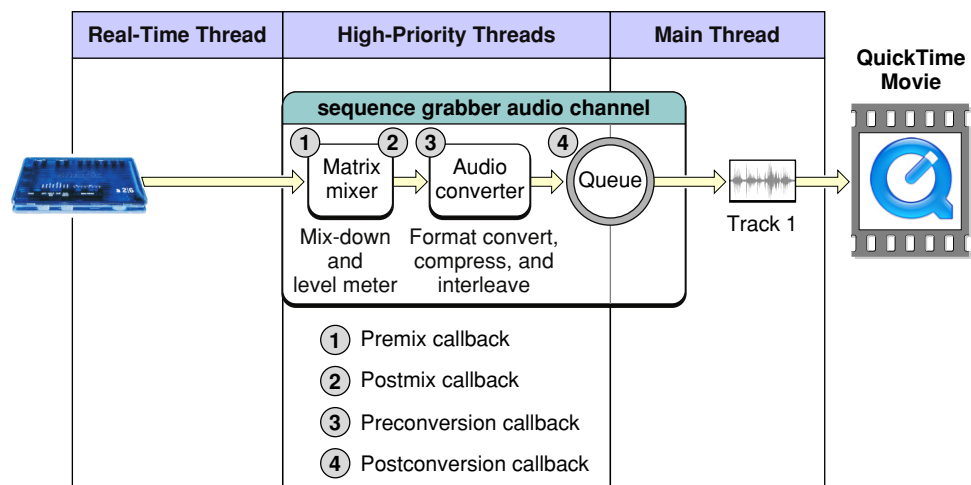 Real-Time Thread
High-Priority Threads
Main Thread
QuickTime
Movie
sequence grabber audio channel
1
2
3
4
Matrix
mixer
Audio
converter
Queue
Track 1
Mix-down
and
level meter
Format convert,
compress, and
interleave
1 Premix callback
2 Postmix callback
3 Preconversion callback
4 Postconversion callback